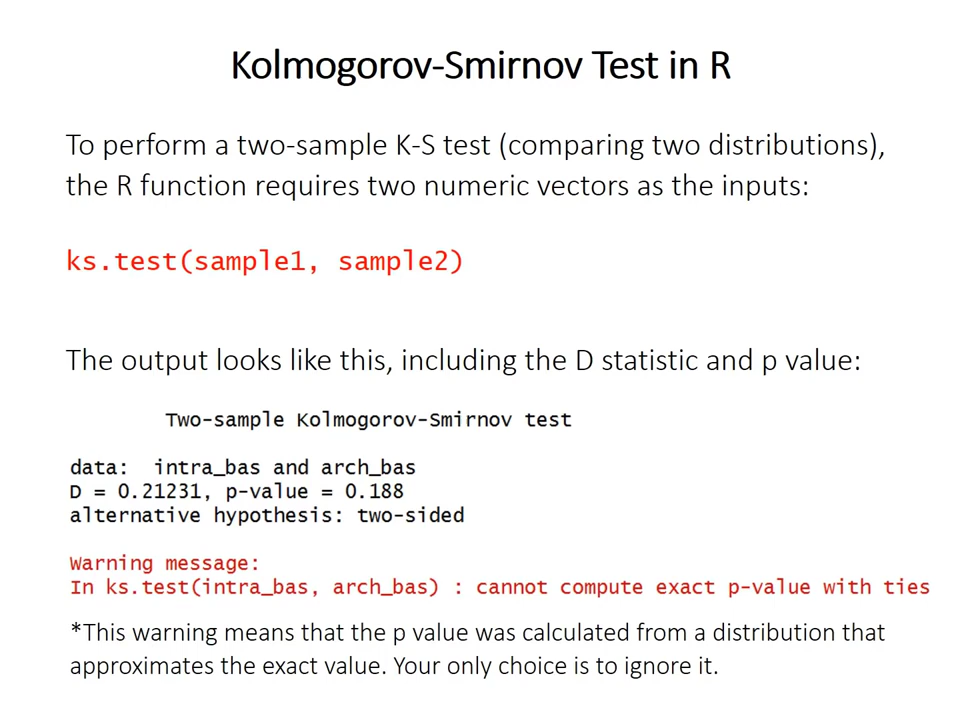 Kolmogorov-Smirnov Test in R
To perform a two-sample K-S test (comparing two distributions),
the R function requires two numeric vectors as the inputs:
ks.test(sample1, sample2)
The output looks like this, including the D statistic and p value:
Two-sample Kolmogorov-Smirnov test
data:  intra_bas and arch_bas
D = 0.21231, p-value = 0.188
alternative hypothesis: two-sided
Warning message:
In ks.test(intra_bas, arch_bas) : cannot compute exact p-value with ties
*This warning means that the p value was calculated from a distribution that
approximates the exact value. Your only choice is to ignore it.